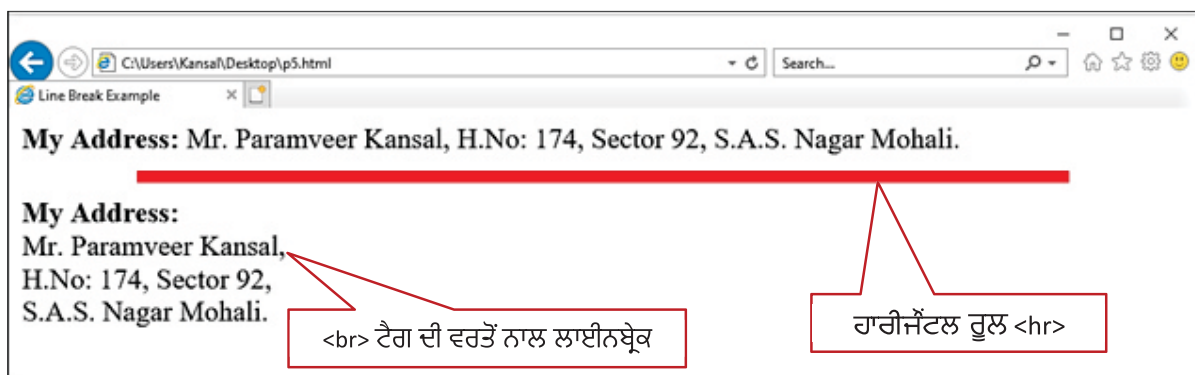 C:\Users\Kansal\Desktop\p5.html
Search...
Line Break Example
My Address: Mr. Paramveer Kansal, H.No: 174, Sector 92, S.A.S. Nagar Mohali.
My Address:
Mr. Paramveer Kansal,
H.No: 174, Sector 92,
S.A.S. Nagar Mohali.
<br> ਟੈਗ ਦੀ ਵਰਤੋਂ ਨਾਲ ਲਾਈਨਬ੍ਰੇਕ
ਹਾਰੀਜੌਂਟਲ ਰੂਲ <hr>